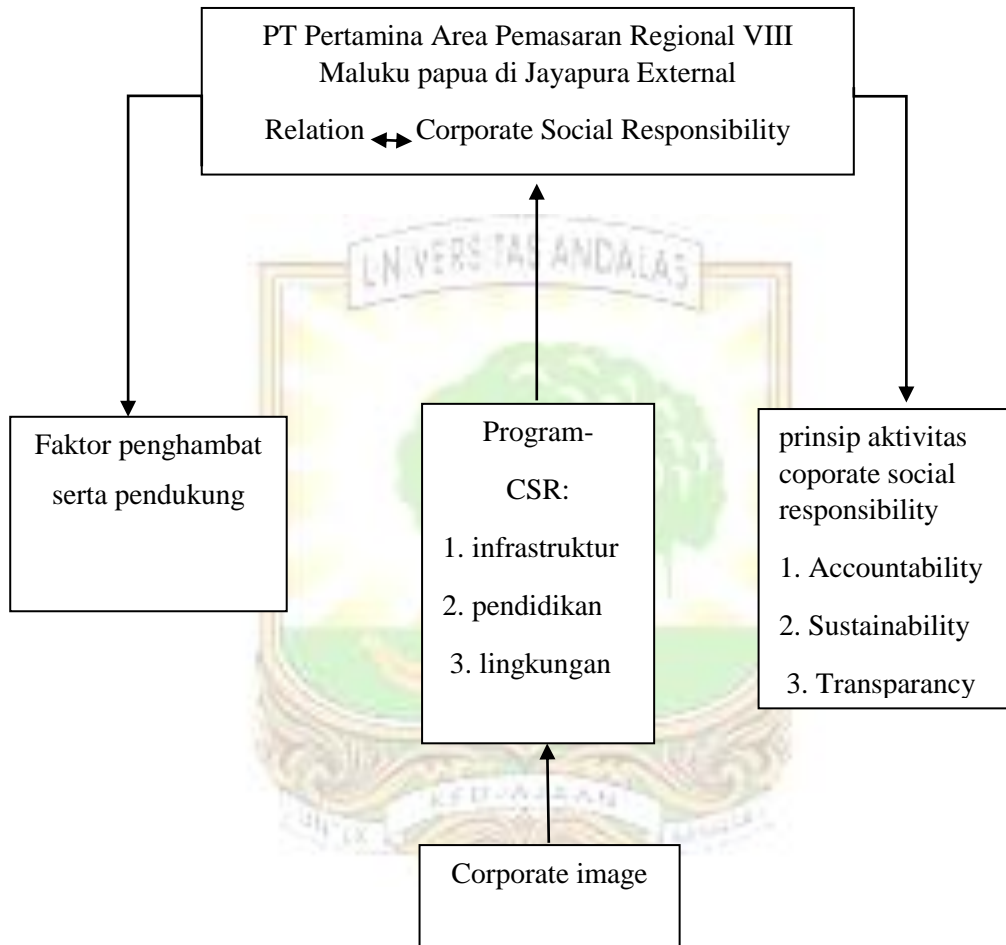 PT Pertamina Area Pemasaran Regional VIII
Maluku papua di Jayapura External
Relation Corporate Social Responsibility
UNIVERSITAS ANDALAS
Faktor penghambat
serta pendukung
Program-
CSR:
1. infrastruktur
2. pendidikan
3. lingkungan
prinsip aktivitas
coporate social
responsibility
1. Accountability
2. Sustainability
3. Transparancy
KEDJAJAAN
Corporate image